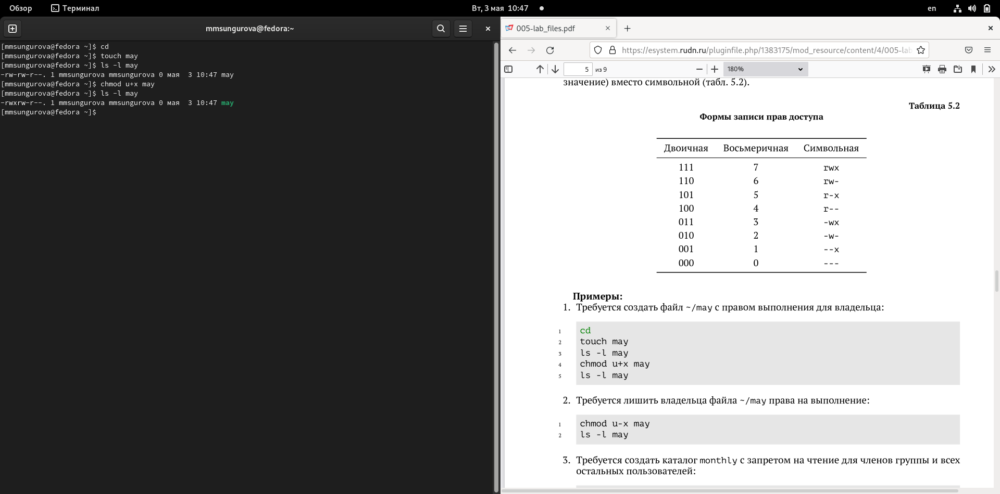 Обзор
Терминал
Вт, 3 мая 10:47
en
mmsungurova@fedora:~
[mmsungurova@fedora ~]$ cd
[mmsungurova@fedora ~]$ touch may
[mmsungurova@fedora ~]$ ls -l may
-rw-rw-r--. 1 mmsungurova mmsungurova 0 мая  3 10:47 may
[mmsungurova@fedora ~]$ chmod u+x may
[mmsungurova@fedora ~]$ ls -l may
-rwxrw-r--. 1 mmsungurova mmsungurova 0 мая  3 10:47 may
[mmsungurova@fedora ~]$
005-lab_files.pdf
https://esystem.rudn.ru/pluginfile.php/1383175/mod_resource/content/4/005-lab
5 из 9
180%
значение) вместо символьной (табл. 5.2).
Таблица 5.2
Формы записи прав доступа
Двоичная Восьмеричная Символьная
111 7 rwx
110 6 rw-
101 5 r-x
100 4 r--
011 3 -wx
010 2 -w-
001 1 --x
000 0 ---
Примеры:
1. Требуется создать файл ~/may с правом выполнения для владельца:
1 cd
2 touch may
3 ls -l may
4 chmod u+x may
5 ls -l may
2. Требуется лишить владельца файла ~/may права на выполнение:
1 chmod u-x may
2 ls -l may
3. Требуется создать каталог monthly с запретом на чтение для членов группы и всех
остальных пользователей: